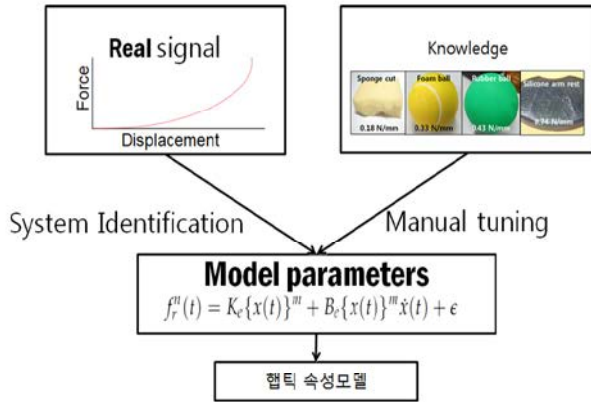 Real signal
Force
Displacement
Knowledge
Sponge cut
Foam ball
Rubber ball
Silicone arm rest
0.18 N/mm
0.33 N/mm
0.43 N/mm
N/mm
System Identification
Manual tuning
Model parameters
f_r^n(t) = K_e{x(t)}^m + B_e{x(t)}^m ẋ(t) + ϵ
햅틱 속성모델